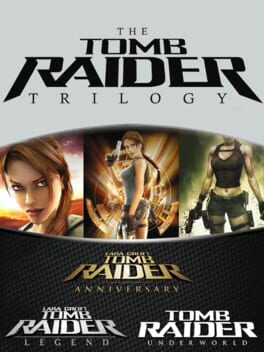 THE
TOMB
RAIDER
TRILOGY
LARA CROFT
TOMB
RAIDER
ANNIVERSARY
LARA CROFT
TOMB
RAIDER
LEGEND
TOMB
RAIDER
UNDERWORLD